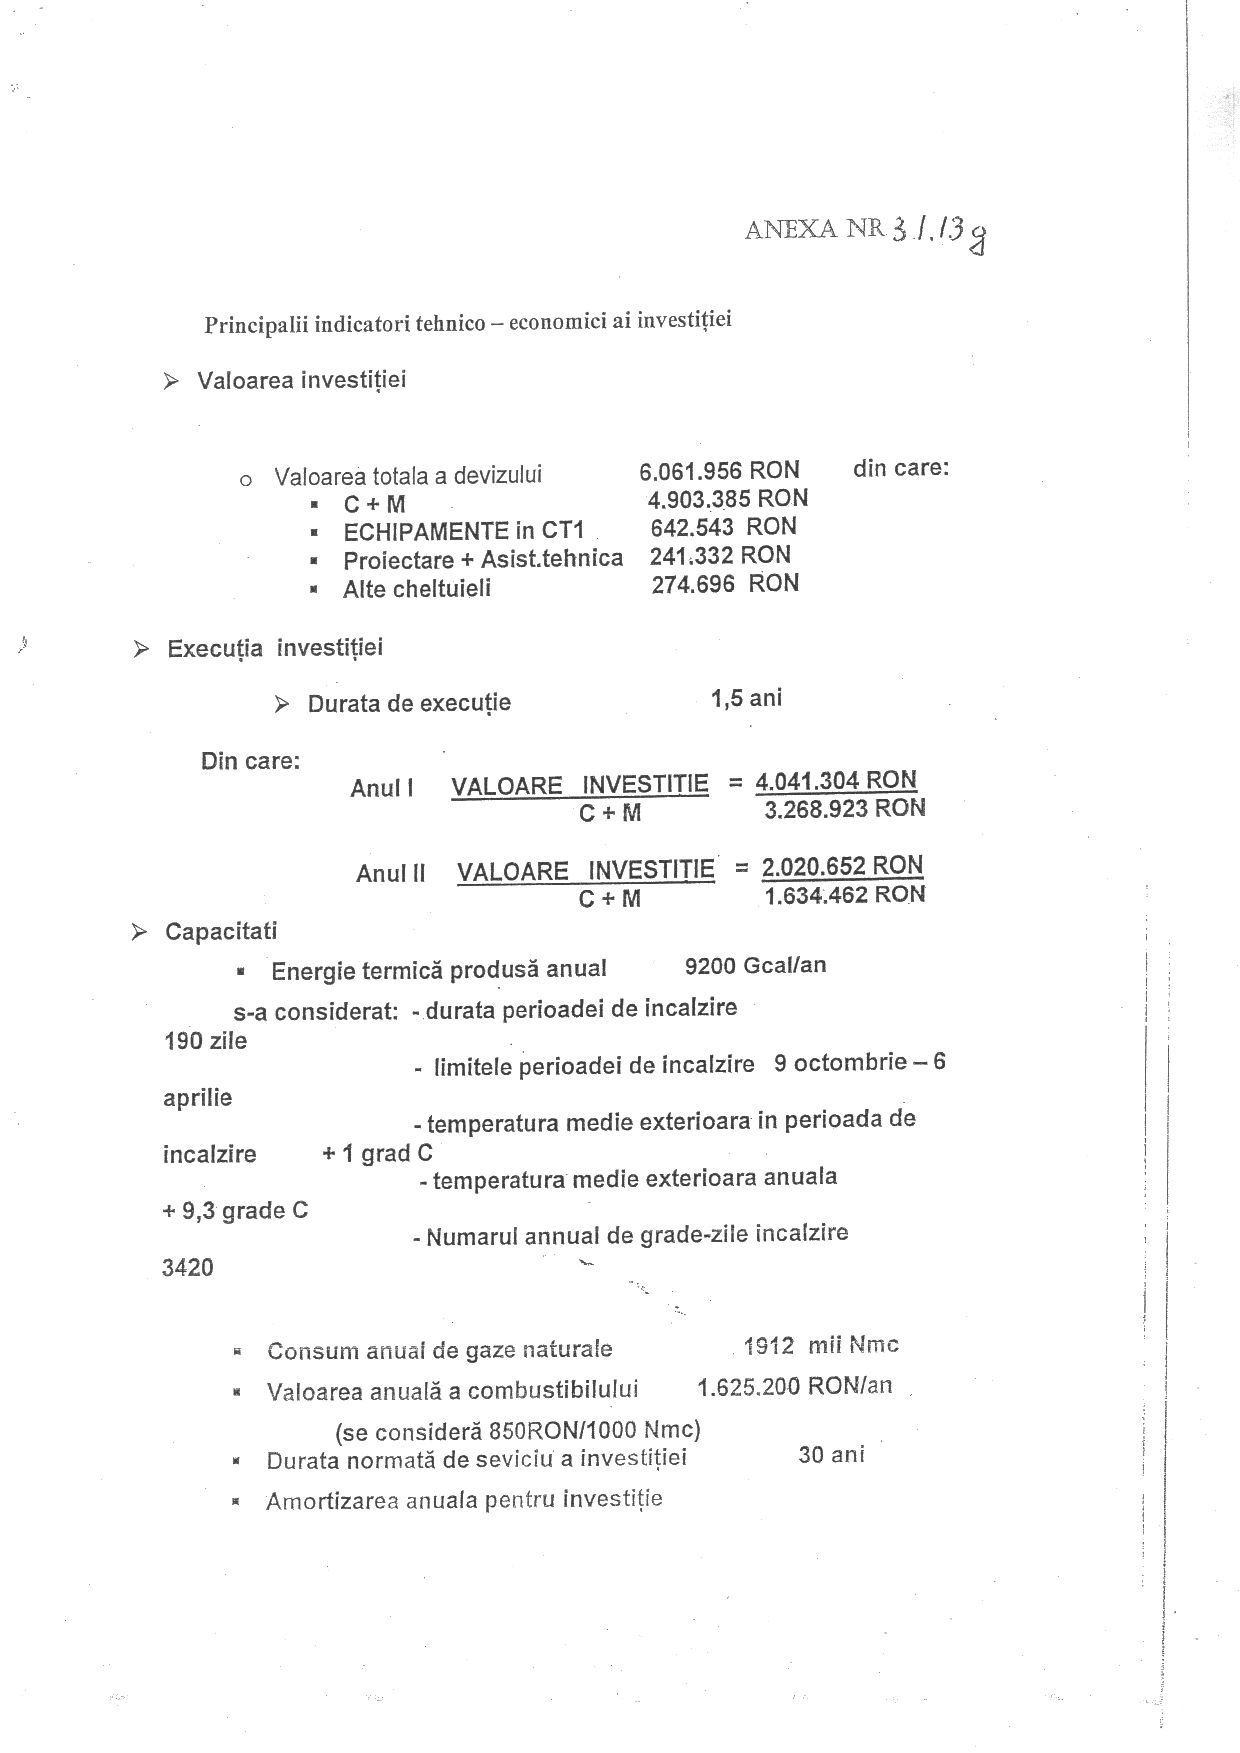 ANEXA NR 31.13g
Principalii indicatori tehnico – economici ai investiției
➢ Valoarea investiției
o Valoarea totala a devizului 6.061.956 RON din care:
▪ C + M 4.903.385 RON
▪ ECHIPAMENTE in CT1 642.543 RON
▪ Proiectare + Asist.tehnica 241.332 RON
▪ Alte cheltuieli 274.696 RON
➢ Execuția investiției
➢ Durata de execuție 1,5 ani
Din care:
Anul I VALOARE INVESTITIE = 4.041.304 RON
C + M 3.268.923 RON
Anul II VALOARE INVESTITIE = 2.020.652 RON
C + M 1.634.462 RON
➢ Capacitati
▪ Energie termică produsă anual 9200 Gcal/an
s-a considerat: - durata perioadei de incalzire
190 zile
- limitele perioadei de incalzire 9 octombrie – 6
aprilie
- temperatura medie exterioara in perioada de
incalzire + 1 grad C
- temperatura medie exterioara anuala
+ 9,3 grade C
- Numarul annual de grade-zile incalzire
3420
▪ Consum anual de gaze naturale 1912 mii Nmc
▪ Valoarea anuală a combustibilului 1.625.200 RON/an
(se consideră 850RON/1000 Nmc)
▪ Durata normată de seviciu a investiției 30 ani
▪ Amortizarea anuala pentru investiție